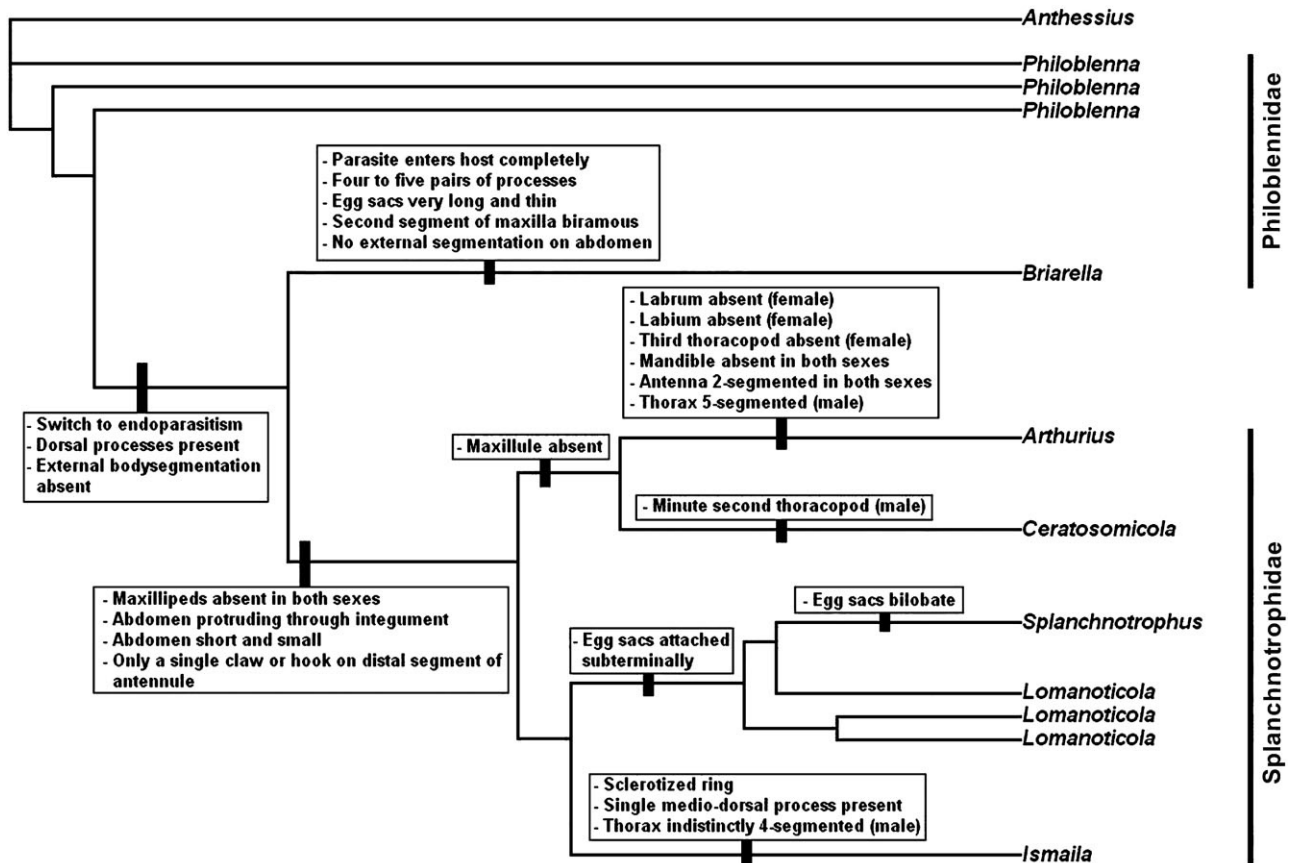 Anthessius
Philoblenna
Philoblenna
Philoblenna
Philoblennidae
- Parasite enters host completely
- Four to five pairs of processes
- Egg sacs very long and thin
- Second segment of maxilla biramous
- No external segmentation on abdomen
Briarella
- Labrum absent (female)
- Labium absent (female)
- Third thoracopod absent (female)
- Mandible absent in both sexes
- Antenna 2-segmented in both sexes
- Thorax 5-segmented (male)
- Switch to endoparasitism
- Dorsal processes present
- External bodysegmentation
absent
- Maxillule absent
Arthurius
- Minute second thoracopod (male)
Ceratosomicola
Splanchnotrophidae
- Maxillipeds absent in both sexes
- Abdomen protruding through integument
- Abdomen short and small
- Only a single claw or hook on distal segment of
antennule
- Egg sacs bilobate
Splanchnotrophus
- Egg sacs attached
subterminally
Lomanoticola
Lomanoticola
Lomanoticola
- Sclerotized ring
- Single medio-dorsal process present
- Thorax indistinctly 4-segmented (male)
Ismaila